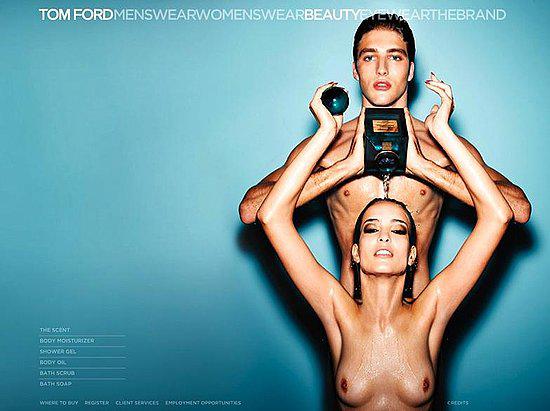 TOM FORD MENSWEAR WOMENSWEAR BEAUTY EYEWEAR THE BRAND
THE SCENT
BODY MOISTURIZER
SHOWER GEL
BODY OIL
BATH SCRUB
BATH SOAP
WHERE TO BUY REGISTER CLIENT SERVICES EMPLOYMENT OPPORTUNITIES CREDITS